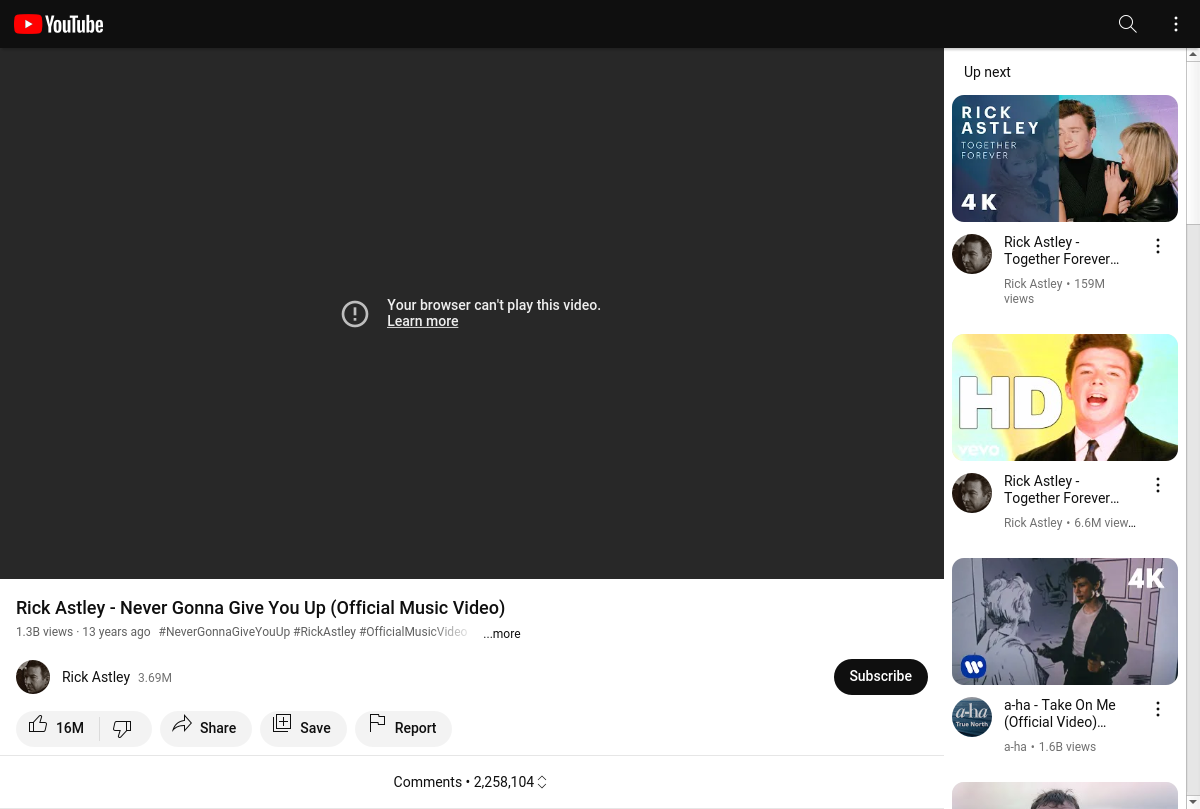 YouTube
Your browser can't play this video.
Learn more
Rick Astley - Never Gonna Give You Up (Official Music Video)
1.3B views · 13 years ago #NeverGonnaGiveYouUp #RickAstley #OfficialMusicVideo ...more
Rick Astley 3.69M
Subscribe
16M
Share
Save
Report
Comments • 2,258,104
Up next
RICK
ASTLEY
TOGETHER
FOREVER
4K
Rick Astley -
Together Forever...
Rick Astley • 159M
views
HD
vevo
Rick Astley -
Together Forever...
Rick Astley • 6.6M view...
4K
a-ha
True North
a-ha - Take On Me
(Official Video)...
a-ha • 1.6B views